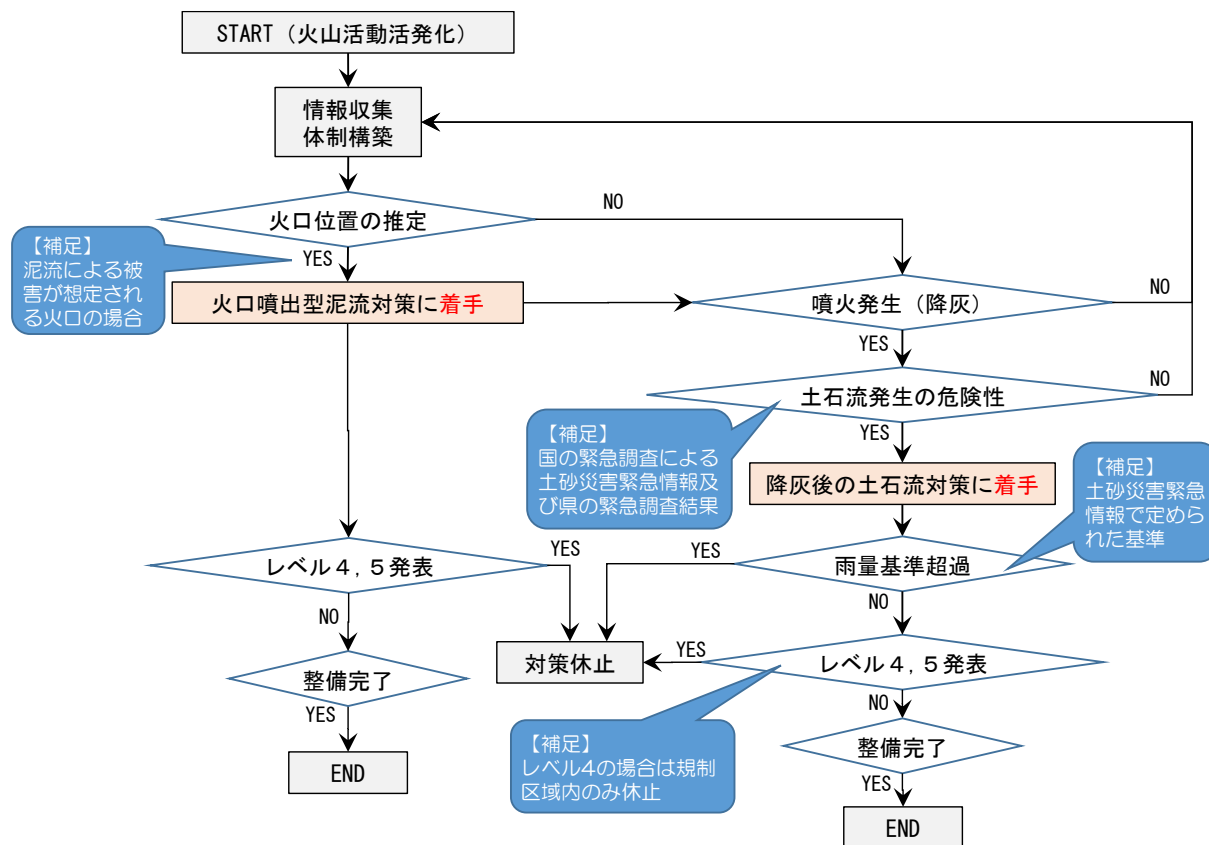 START（火山活動活発化）
情報収集
体制構築
火口位置の推定
NO
【補足】
泥流による被
害が想定され
る火口の場合
YES
火口噴出型泥流対策に着手
噴火発生（降灰）
NO
YES
土石流発生の危険性
NO
YES
【補足】
国の緊急調査による
土砂災害緊急情報及
び県の緊急調査結果
降灰後の土石流対策に着手
【補足】
土砂災害緊急
情報で定めら
れた基準
レベル４,５発表
YES
YES
雨量基準超過
NO
NO
対策休止
YES
レベル４,５発表
整備完了
YES
NO
【補足】
レベル4の場合は規制
区域内のみ休止
整備完了
YES
END
END